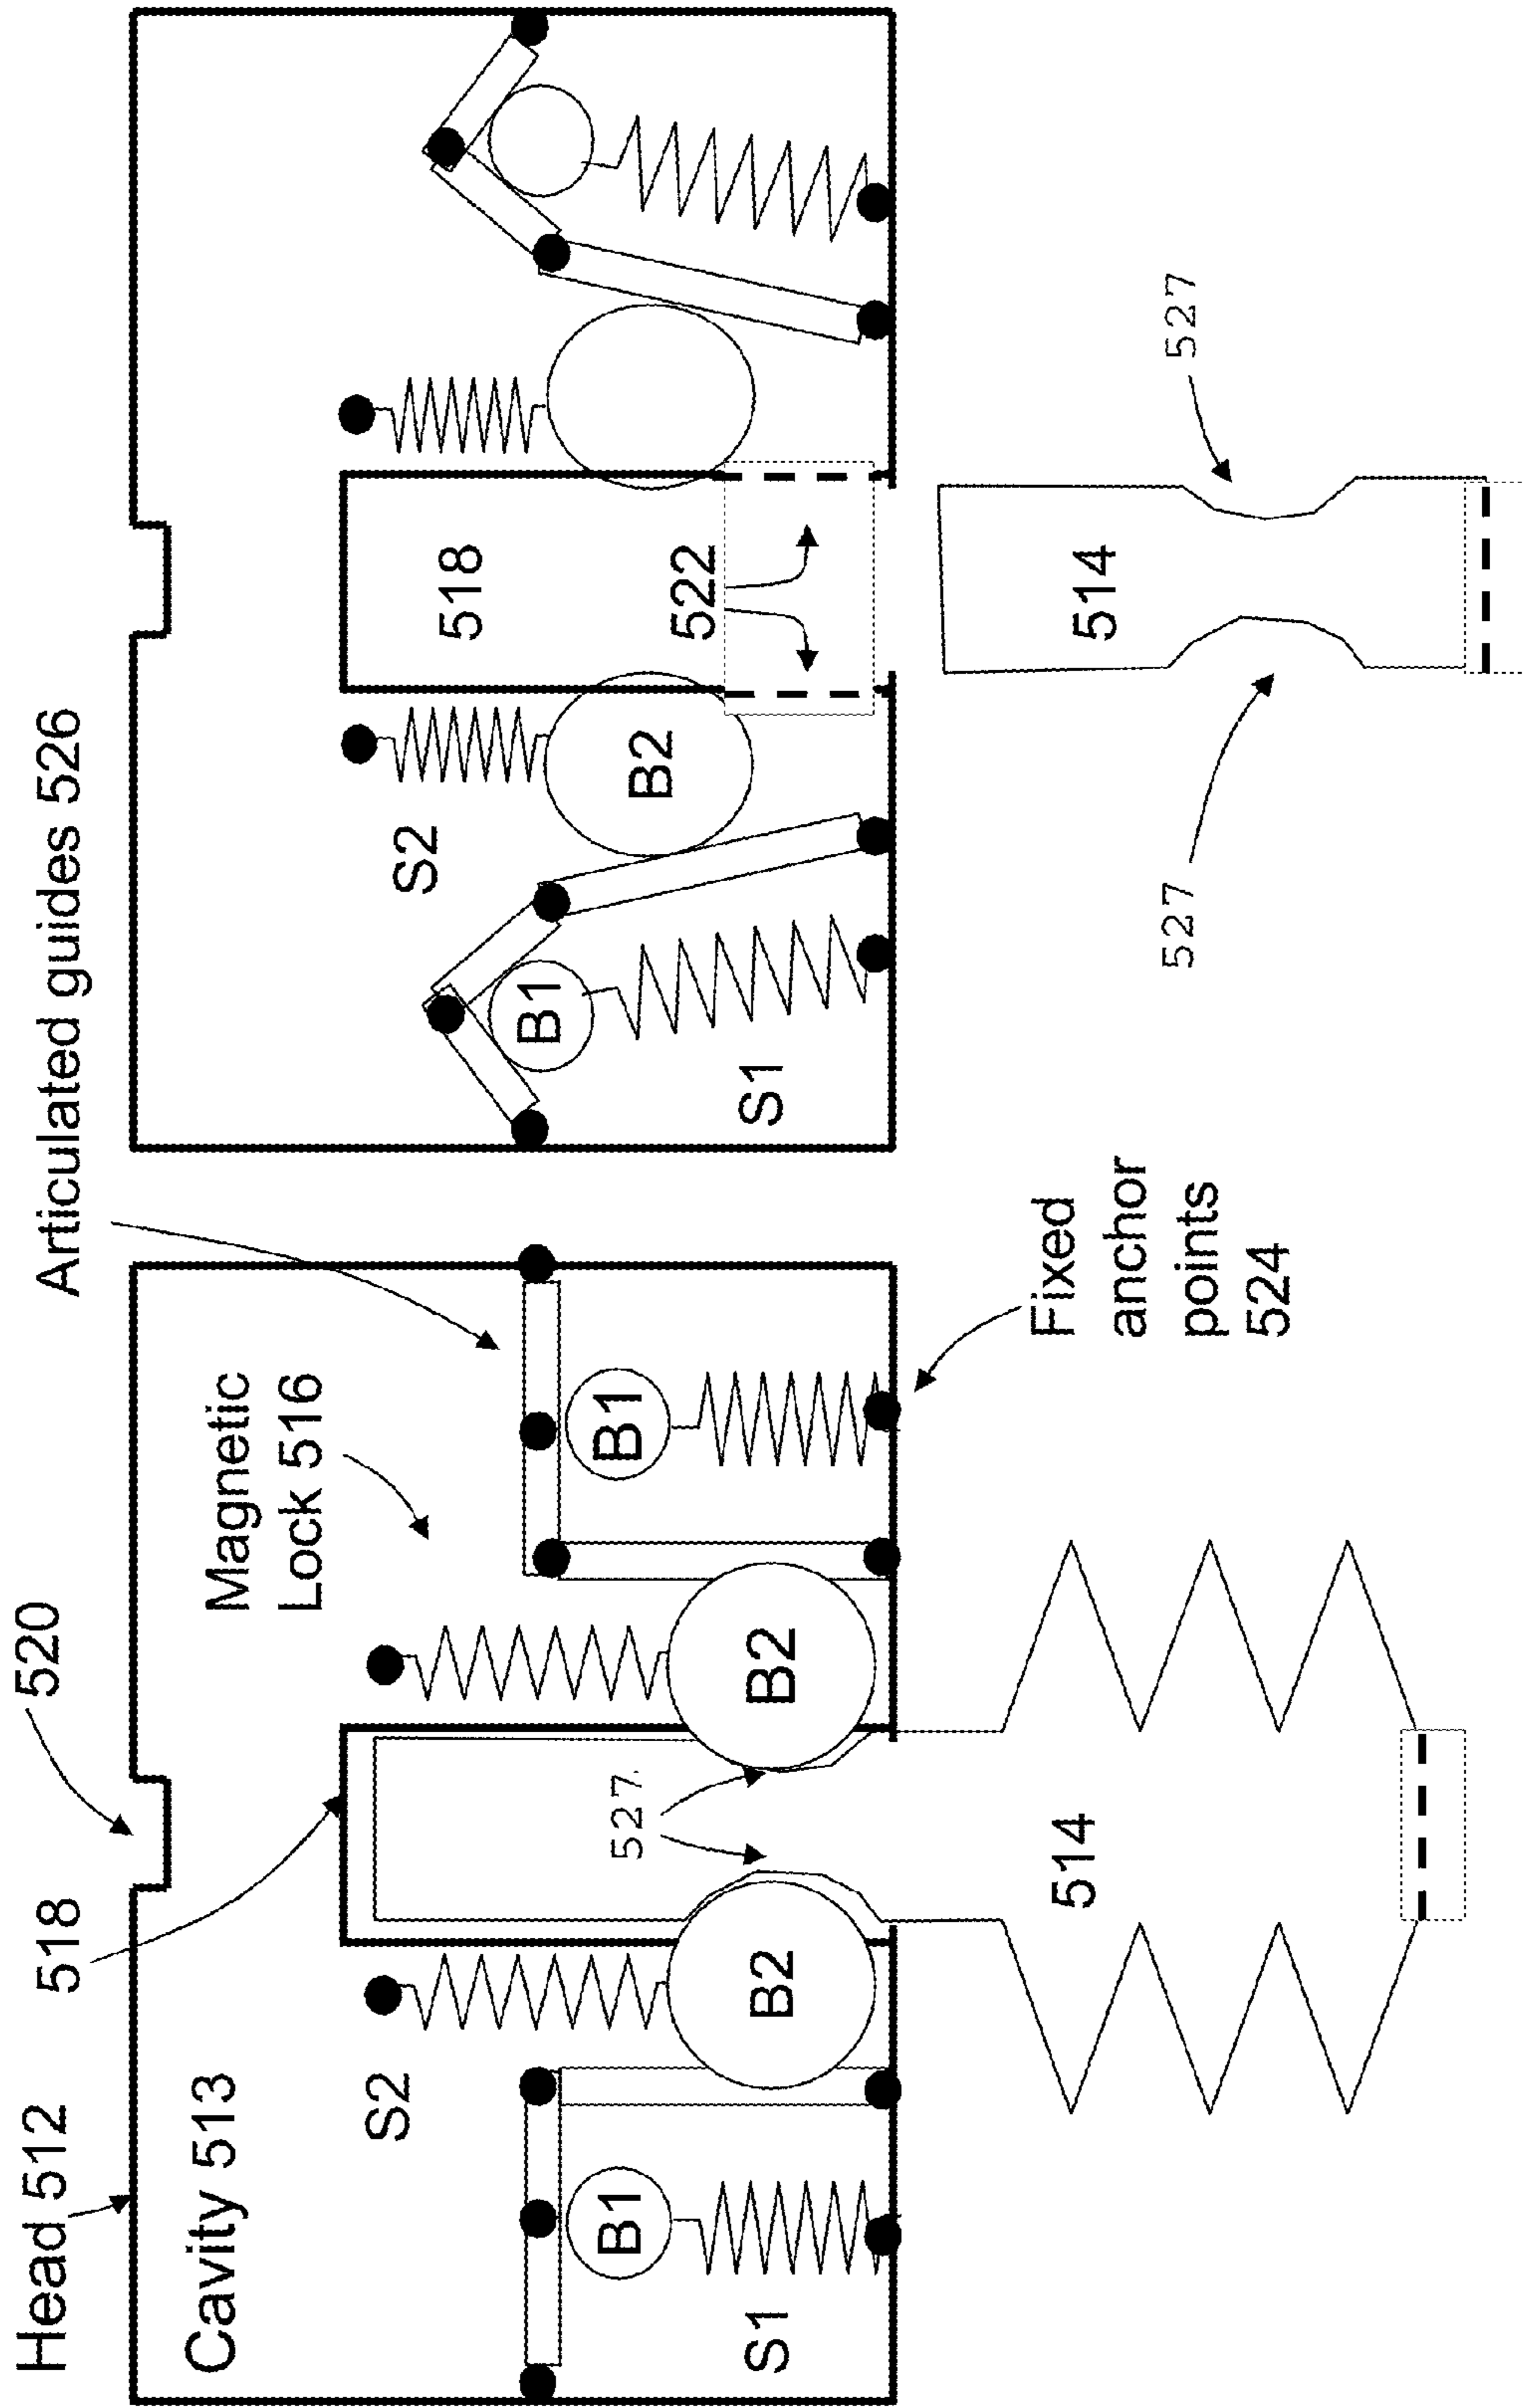 Head 512
518
520
Articulated guides 526
Cavity 513
Magnetic
Lock 516
S2
S2
518
B1
B2
527
B2
B1
B1
B2
522
S1
S1
514
Fixed
anchor
points
524
514
527
527